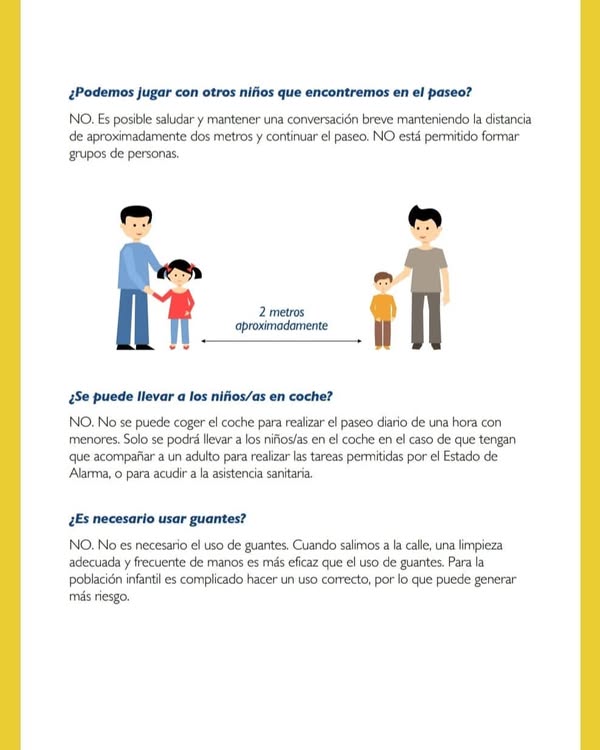 ¿Podemos jugar con otros niños que encontremos en el paseo?
NO. Es posible saludar y mantener una conversación breve manteniendo la distancia
de aproximadamente dos metros y continuar el paseo. NO está permitido formar
grupos de personas.
2 metros
aproximadamente
¿Se puede llevar a los niños/as en coche?
NO. No se puede coger el coche para realizar el paseo diario de una hora con
menores. Solo se podrá llevar a los niños/as en el coche en el caso de que tengan
que acompañar a un adulto para realizar las tareas permitidas por el Estado de
Alarma, o para acudir a la asistencia sanitaria.
¿Es necesario usar guantes?
NO. No es necesario el uso de guantes. Cuando salimos a la calle, una limpieza
adecuada y frecuente de manos es más eficaz que el uso de guantes. Para la
población infantil es complicado hacer un uso correcto, por lo que puede generar
más riesgo.